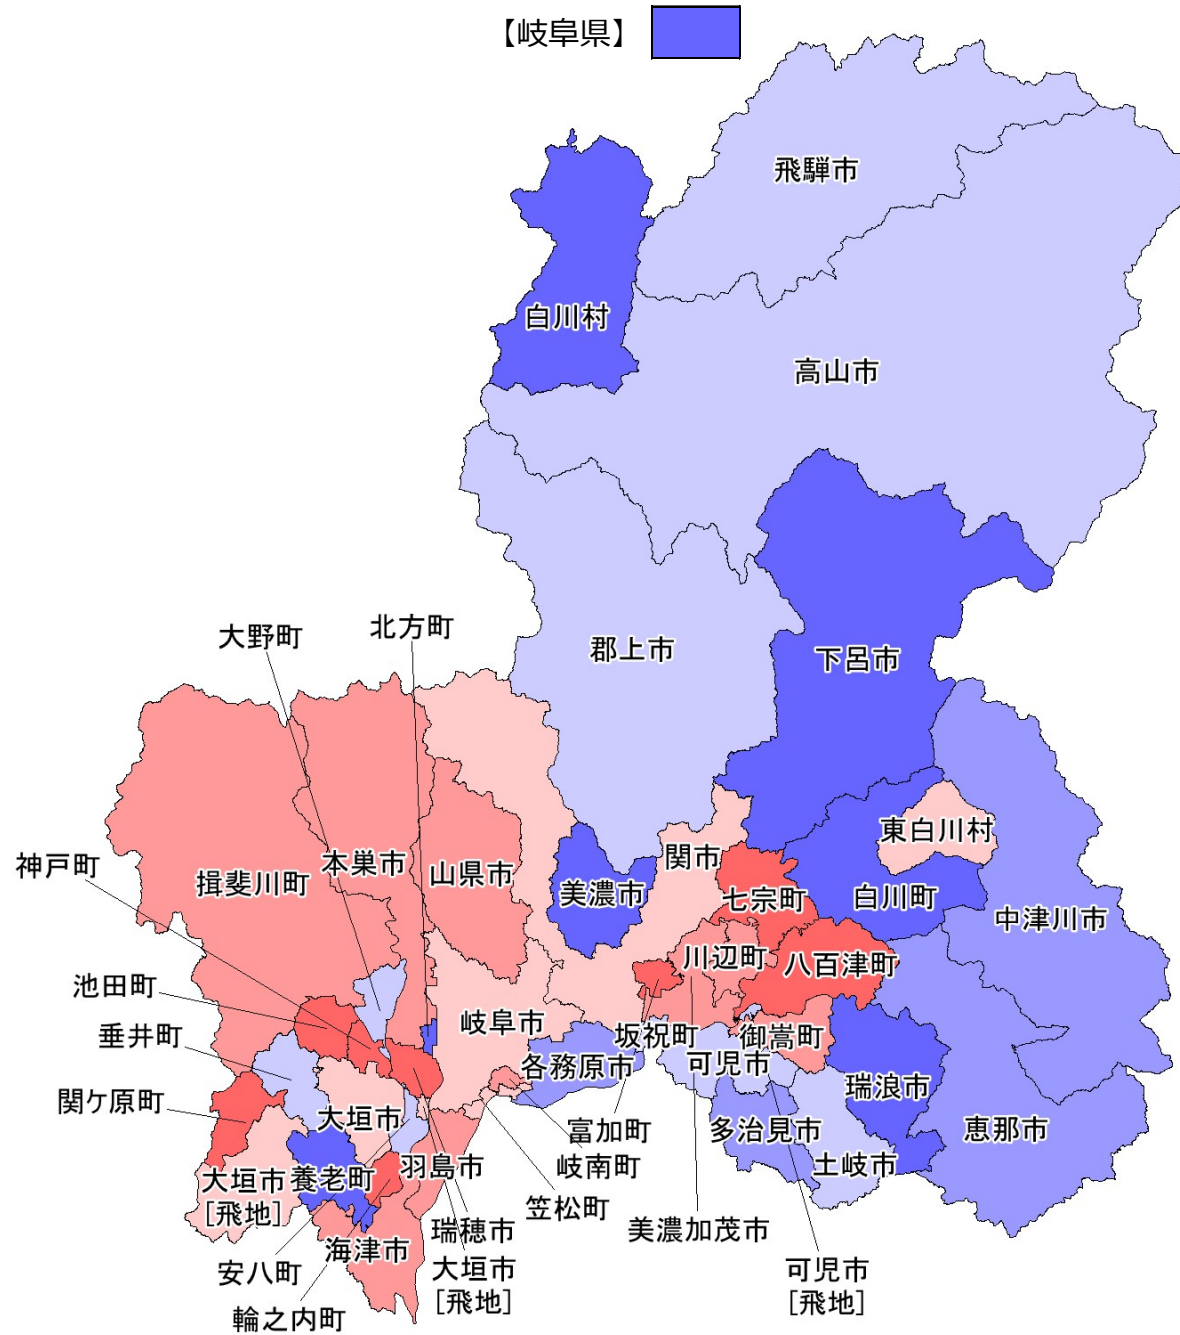 【岐阜県】
飛騨市
白川村
高山市
北方町
大野町
郡上市
下呂市
東白川村
神戸町
本巣市
揖斐川町
山県市
関市
美濃市
七宗町
白川町
中津川市
川辺町
八百津町
池田町
垂井町
岐阜市
坂祝町
御嵩町
各務原市
可児市
瑞浪市
関ケ原町
大垣市
富加町
多治見市
恵那市
岐南町
土岐市
羽島市
大垣市
[飛地]
養老町
笠松町
瑞穂市
美濃加茂市
海津市
安八町
大垣市
[飛地]
可児市
[飛地]
輪之内町